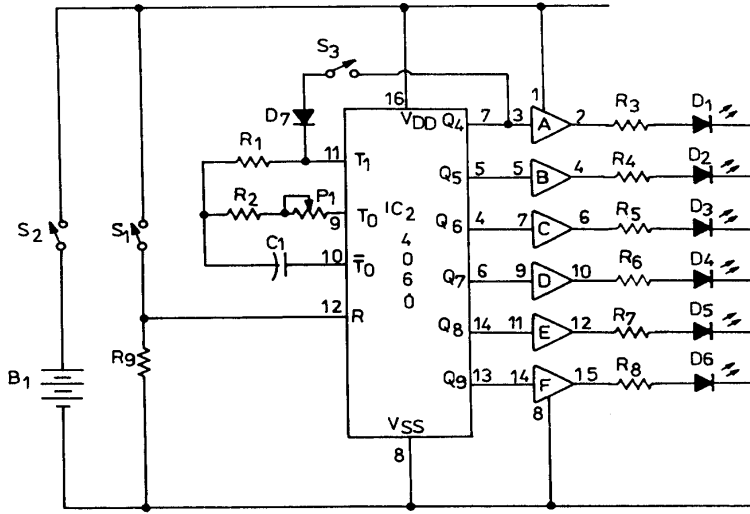 S3
16
VDD
Q4 7 3 1 A 2 R3 D1
D7
R1 11 T1
Q5 5 5 B 4 R4 D2
R2 P1 9 T0
IC2
4
0
6
0
Q6 4 7 C 6 R5 D3
S2 S1
C1 10 T̅0
Q7 6 9 D 10 R6 D4
12 R
Q8 14 11 E 12 R7 D5
B1 R9
Q9 13 14 F 15 R8 D6
8
VSS
8